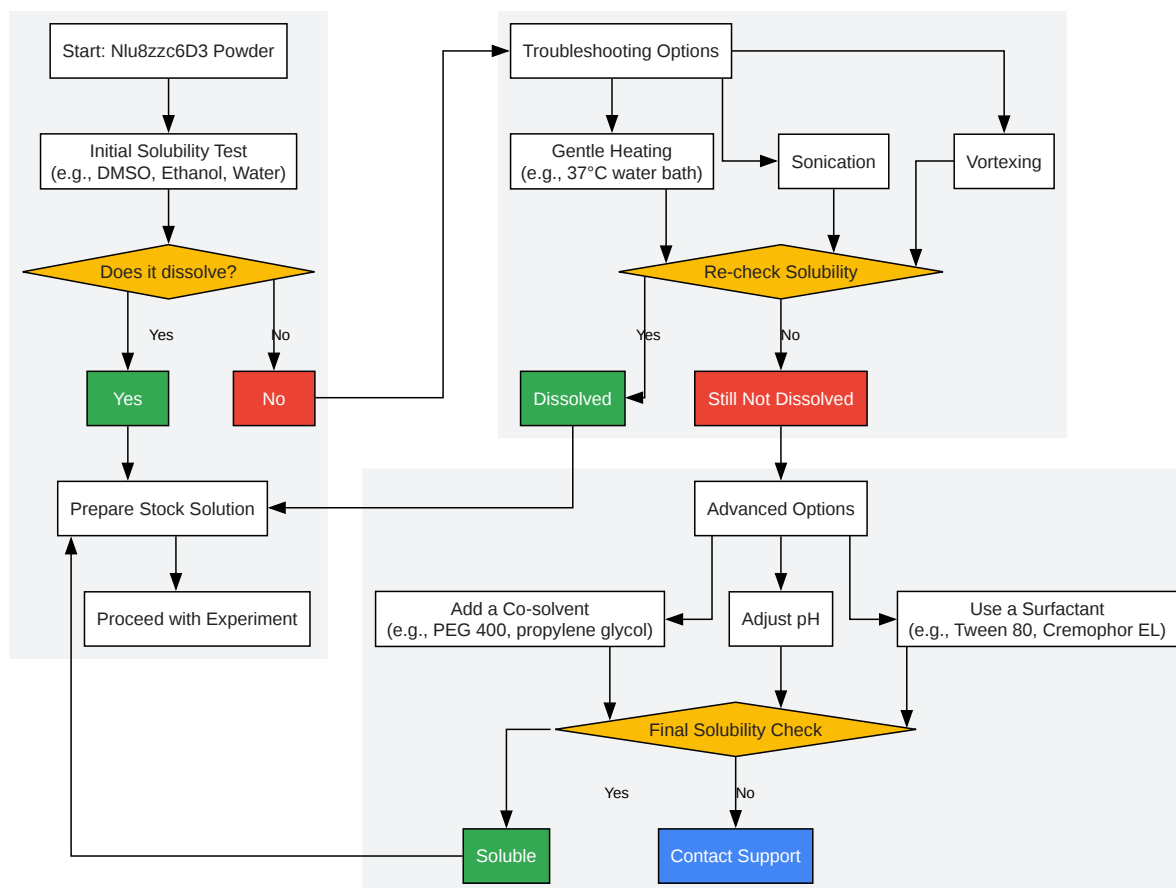 Start: Nlu8zzc6D3 Powder
Initial Solubility Test
(e.g., DMSO, Ethanol, Water)
Does it dissolve?
Yes
No
Yes
No
Prepare Stock Solution
Proceed with Experiment
Troubleshooting Options
Gentle Heating
(e.g., 37°C water bath)
Sonication
Vortexing
Re-check Solubility
Yes
No
Dissolved
Still Not Dissolved
Advanced Options
Add a Co-solvent
(e.g., PEG 400, propylene glycol)
Adjust pH
Use a Surfactant
(e.g., Tween 80, Cremophor EL)
Final Solubility Check
Yes
No
Soluble
Contact Support